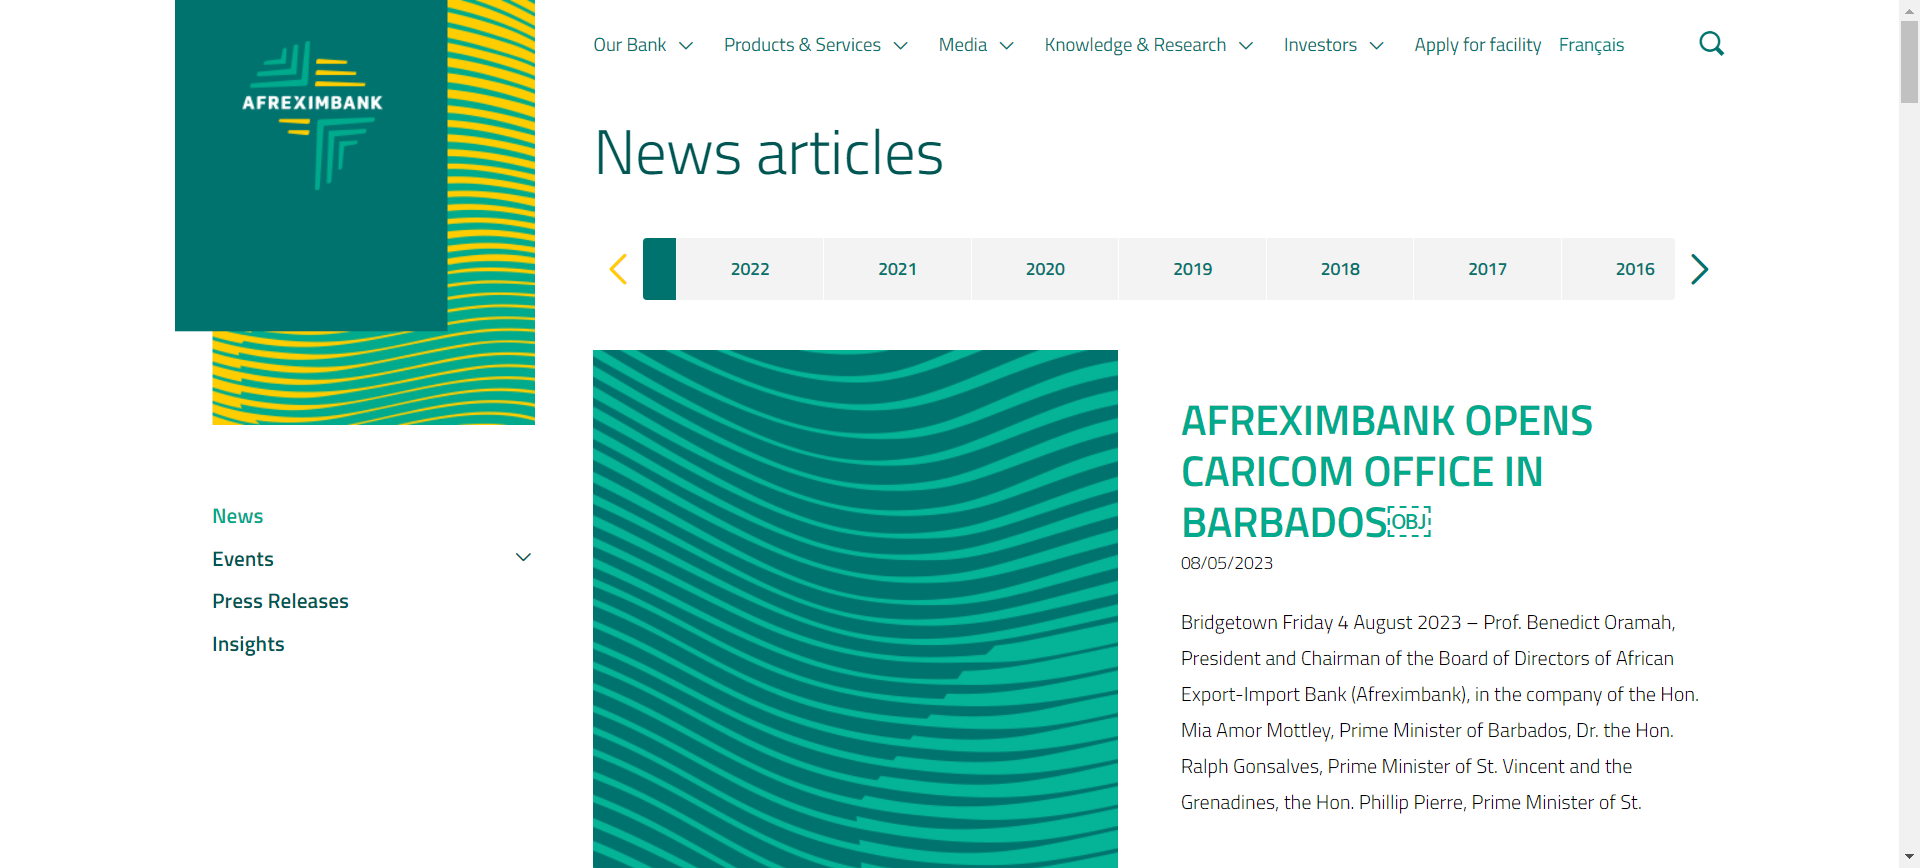 AFREXIMBANK
Our Bank
Products & Services
Media
Knowledge & Research
Investors
Apply for facility
Français
News articles
2022
2021
2020
2019
2018
2017
2016
News
Events
Press Releases
Insights
AFREXIMBANK OPENS
CARICOM OFFICE IN
BARBADOS￼
08/05/2023
Bridgetown Friday 4 August 2023 – Prof. Benedict Oramah,
President and Chairman of the Board of Directors of African
Export-Import Bank (Afreximbank), in the company of the Hon.
Mia Amor Mottley, Prime Minister of Barbados, Dr. the Hon.
Ralph Gonsalves, Prime Minister of St. Vincent and the
Grenadines, the Hon. Phillip Pierre, Prime Minister of St.